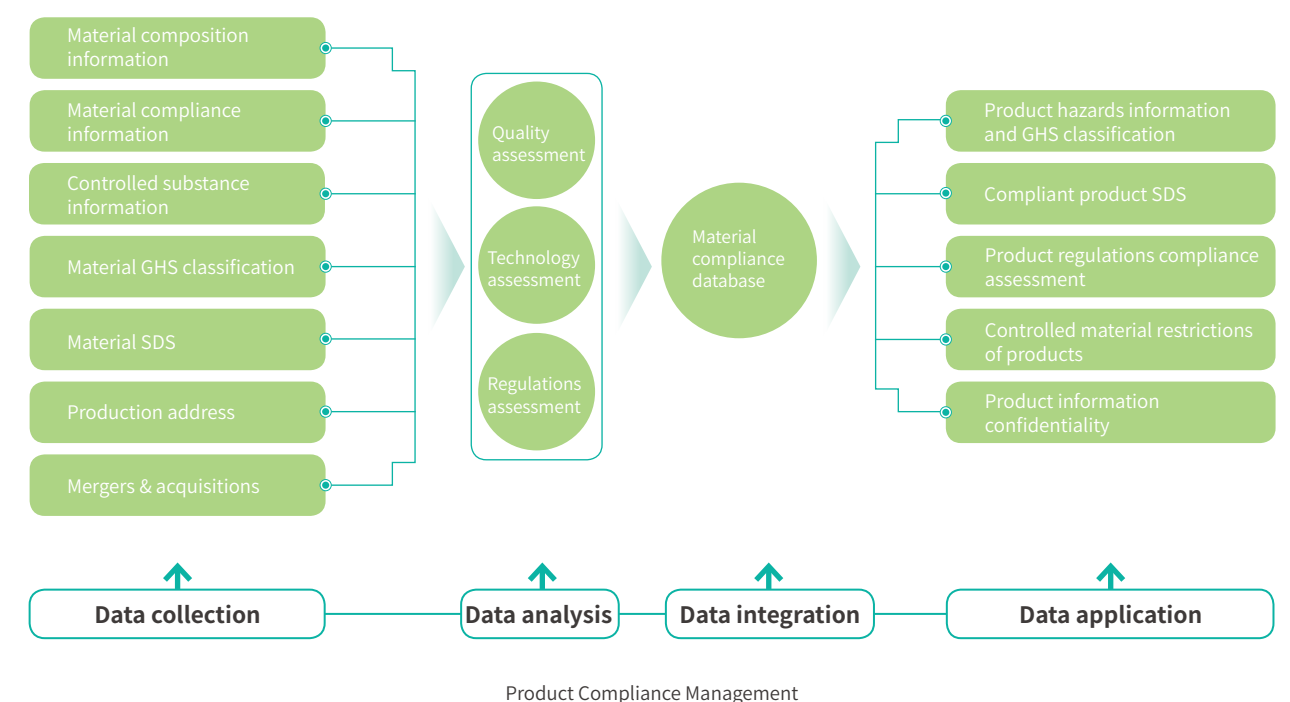 Material composition
information
Material compliance
information
Controlled substance
information
Material GHS classification
Material SDS
Production address
Mergers & acquisitions
Quality
assessment
Technology
assessment
Regulations
assessment
Material
compliance
database
Product hazards information
and GHS classification
Compliant product SDS
Product regulations compliance
assessment
Controlled material restrictions
of products
Product information
confidentiality
Data collection
Data analysis
Data integration
Data application
Product Compliance Management